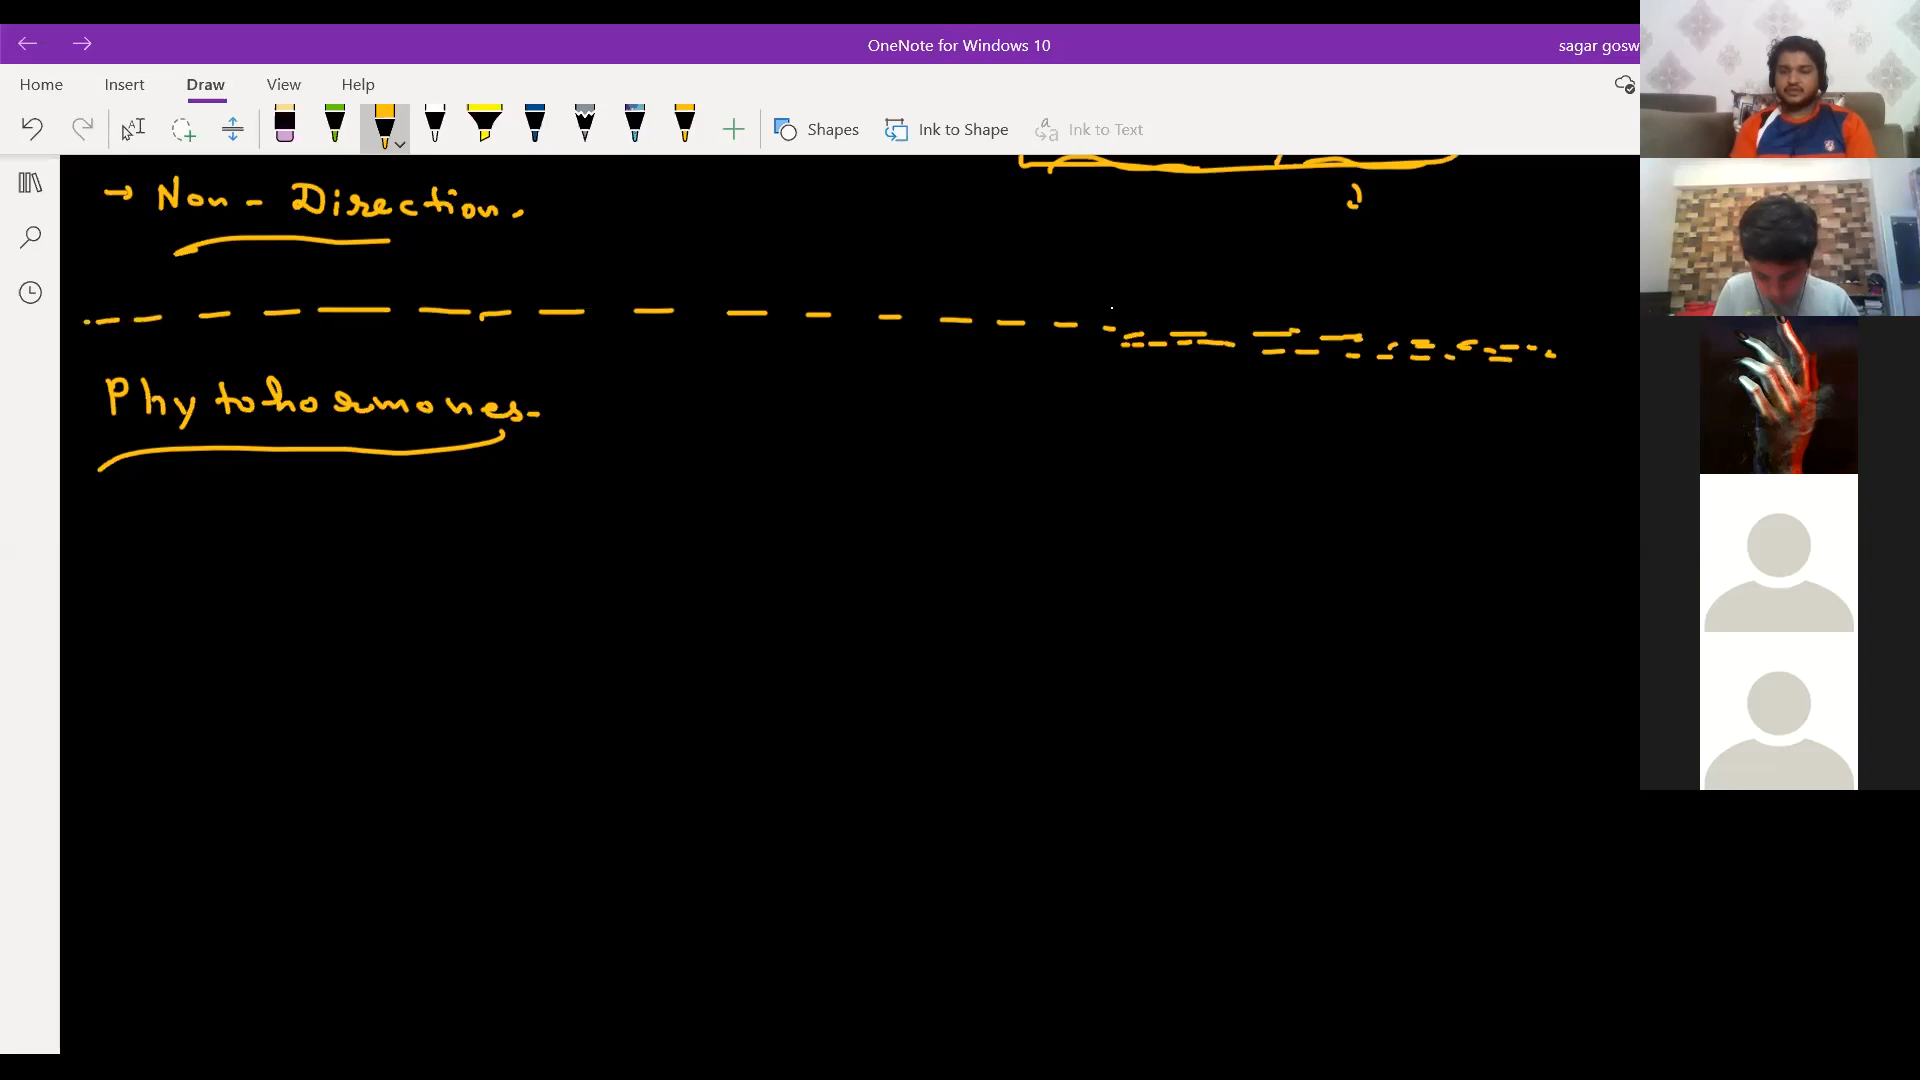 OneNote for Windows 10
sagar gosw
Home Insert Draw View Help
Shapes Ink to Shape Ink to Text
→ Non - Direction.
Phytohormones-